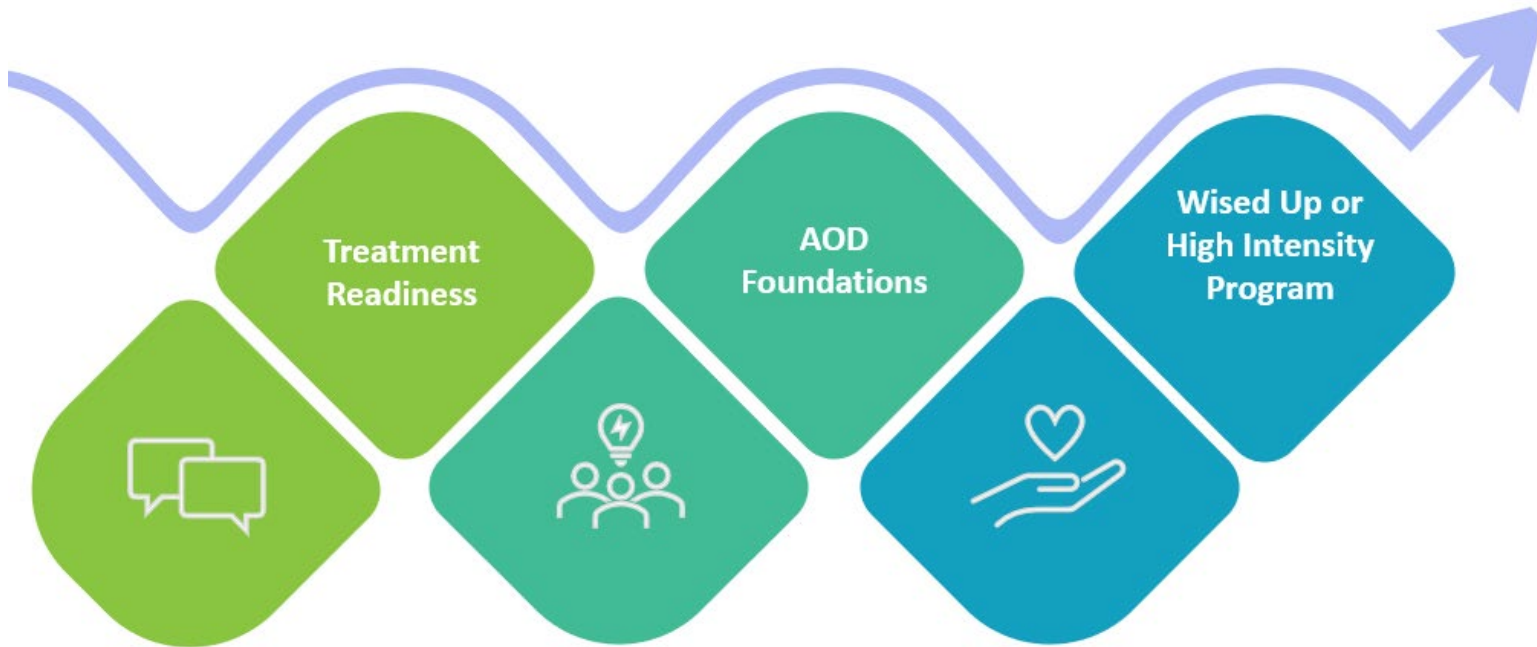 Treatment
Readiness
AOD
Foundations
Wised Up or
High Intensity
Program